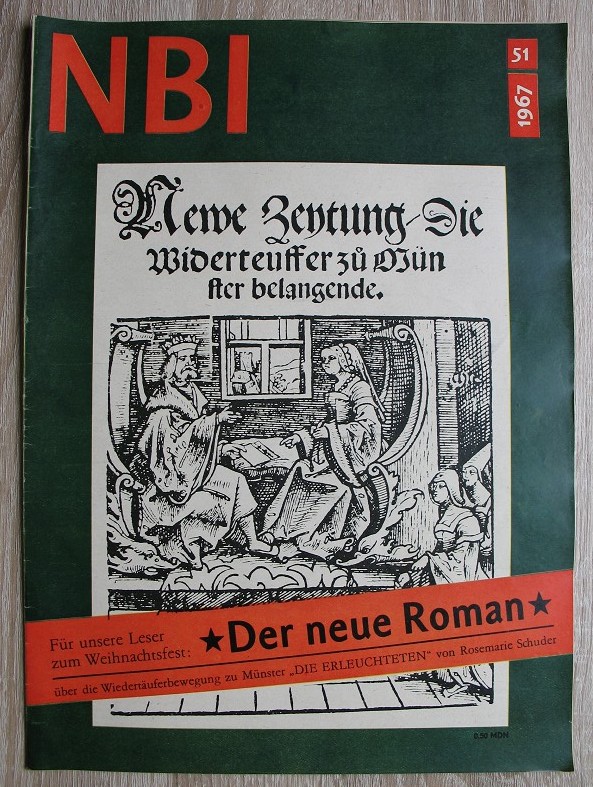 NBI
51
1967
Newe Zeytung/Die
Widerteuffer zů Mün
ster belangende.
Für unsere Leser
zum Weihnachtsfest:
★Der neue Roman★
über die Wiedertäuferbewegung zu Münster „DIE ERLEUCHTETEN“ von Rosemarie Schuder
0,50 MDN